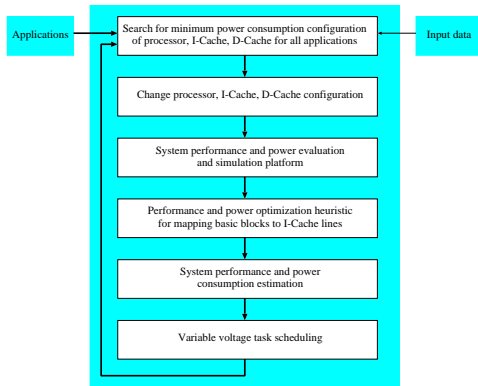 Applications
Search for minimum power consumption configuration
of processor, I-Cache, D-Cache for all applications
Input data
Change processor, I-Cache, D-Cache configuration
System performance and power evaluation
and simulation platform
Performance and power optimization heuristic
for mapping basic blocks to I-Cache lines
System performance and power
consumption estimation
Variable voltage task scheduling